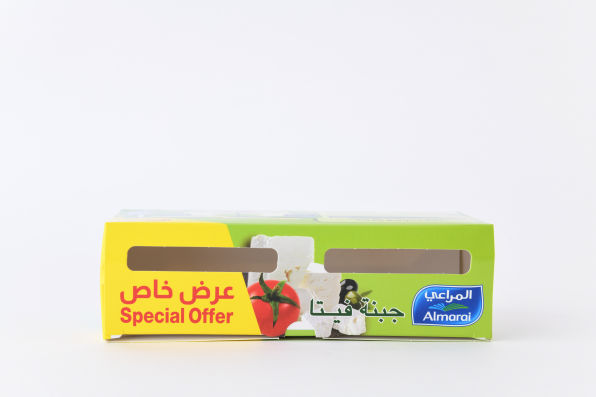 عرض خاص
Special Offer
جبنة فيتا
المراعي
Almarai